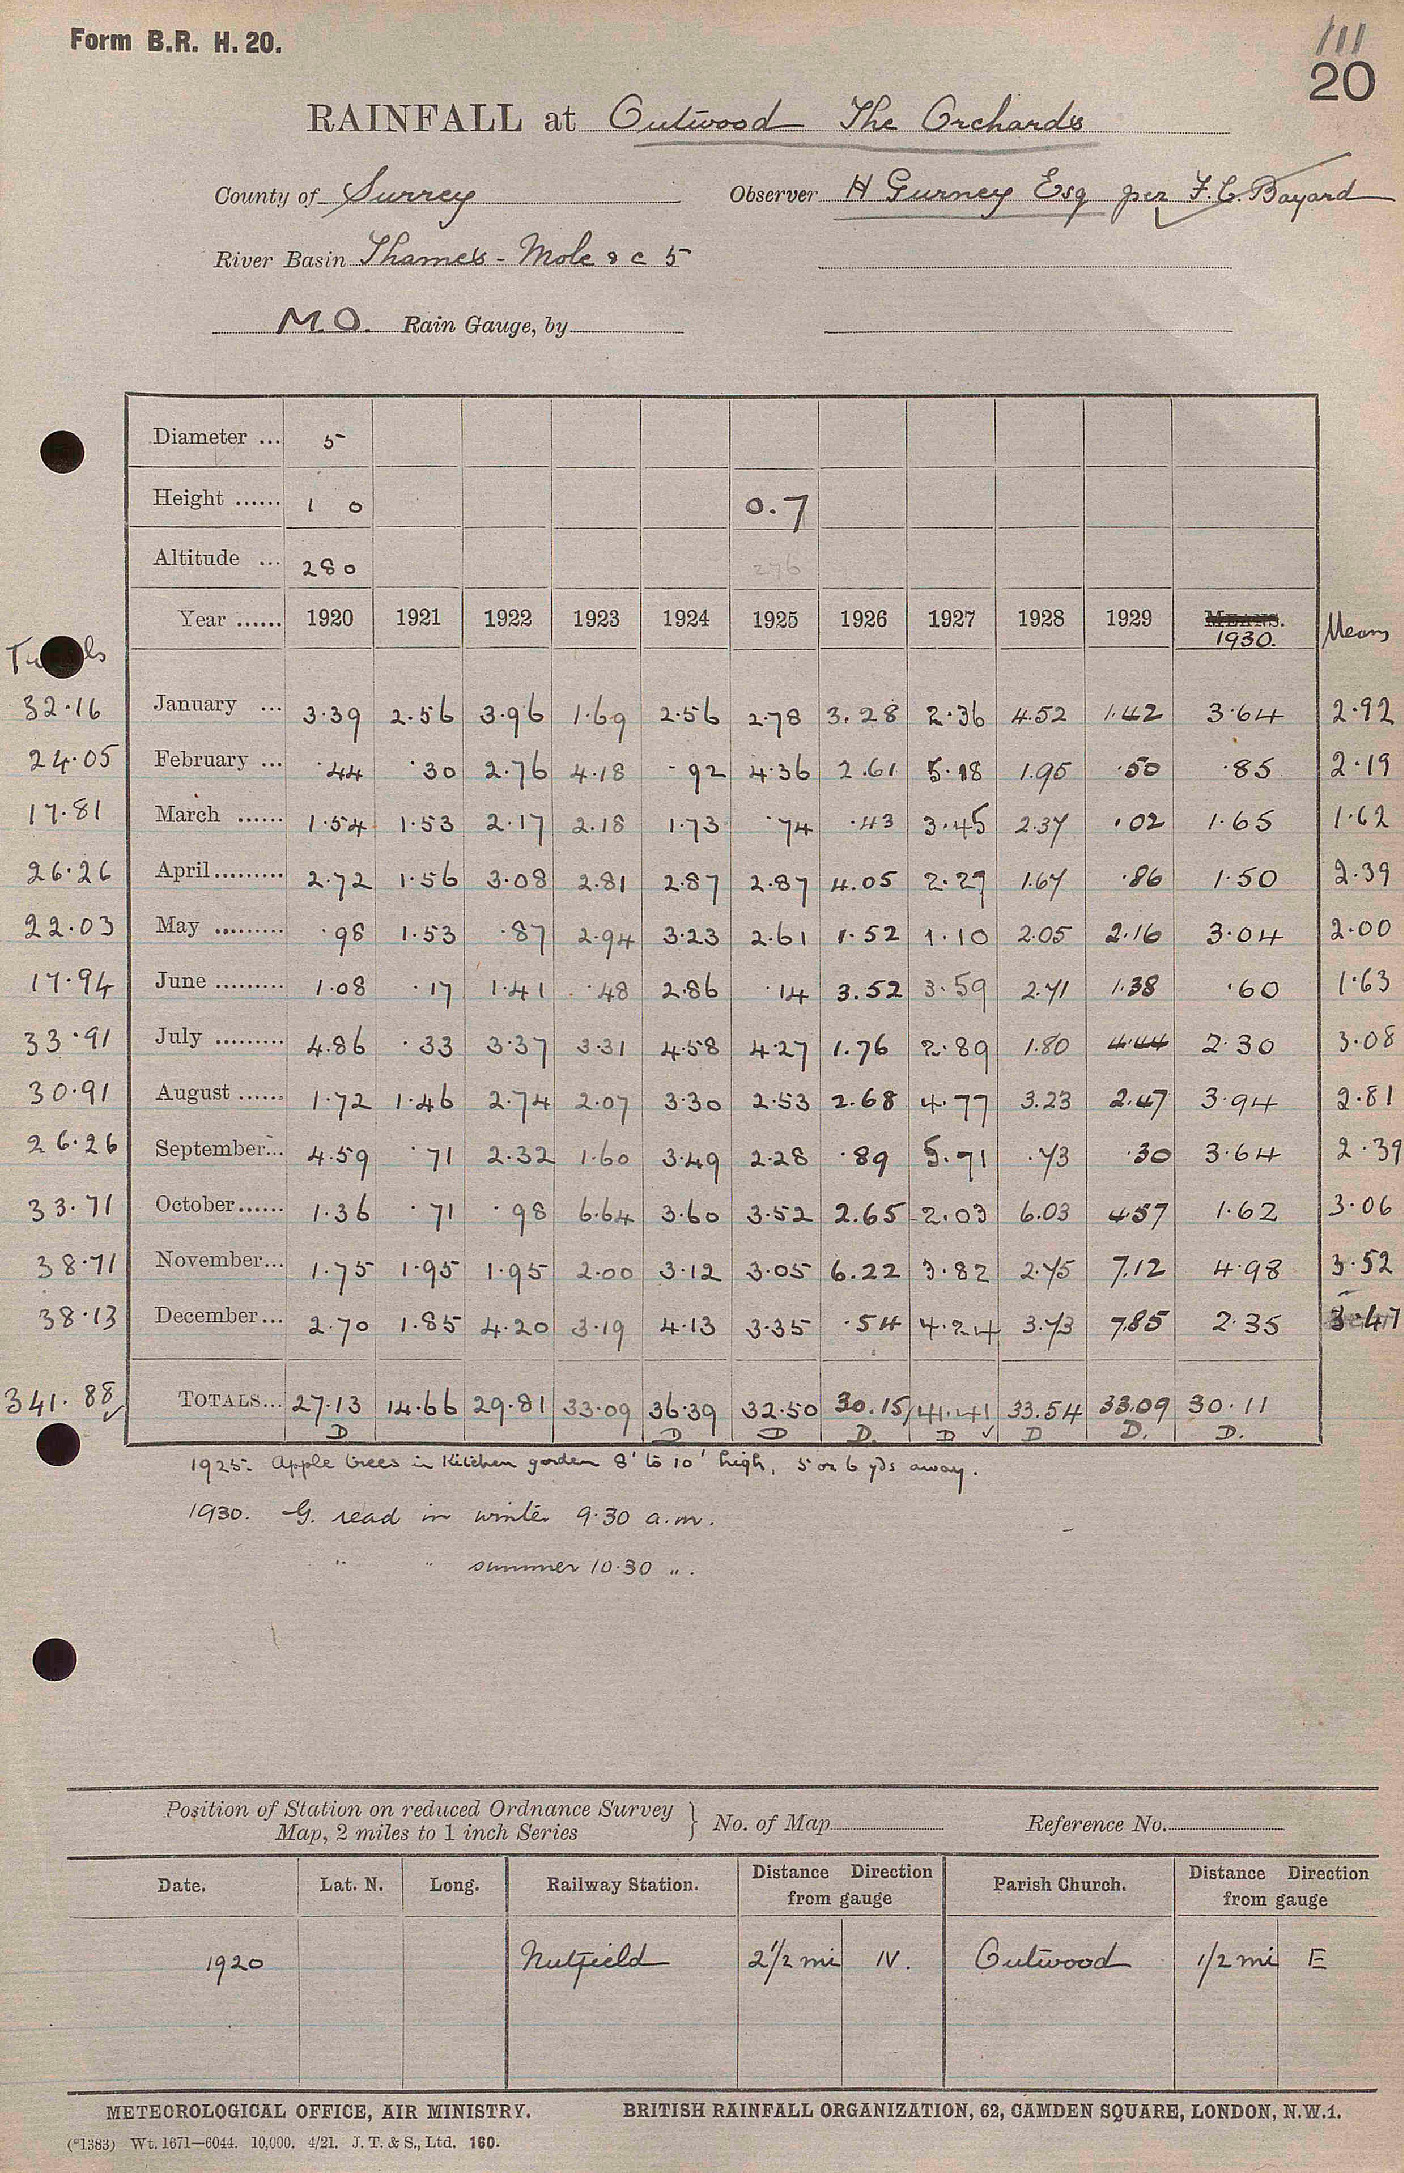 Form B.R. H. 20.
111
20
RAINFALL at Outwood The Orchards
County of Surrey Observer H Gurney Esq per F. C. Bayard
River Basin Thames - Mole &c 5
M.O. Rain Gauge, by
Diameter ... 5
Height ...... 1 0 0.7
Altitude ... 280 276
Year ...... 1920 1921 1922 1923 1924 1925 1926 1927 1928 1929 MEANS. 1930. Means
Totals
32.16 January ... 3.39 2.56 3.96 1.69 2.56 2.78 3.28 2.36 4.52 1.42 3.64 2.92
24.05 February ... .44 .30 2.76 4.18 .92 4.36 2.61 5.18 1.95 .50 .85 2.19
17.81 March ...... 1.54 1.53 2.17 2.18 1.73 .74 .43 3.45 2.37 .02 1.65 1.62
26.26 April ......... 2.72 1.56 3.08 2.81 2.87 2.87 4.05 2.27 1.67 .86 1.50 2.39
22.03 May ......... .98 1.53 .87 2.94 3.23 2.61 1.52 1.10 2.05 2.16 3.04 2.00
17.94 June ......... 1.08 .17 1.41 .48 2.86 .14 3.52 3.59 2.71 1.38 .60 1.63
33.91 July ......... 4.86 .33 3.37 3.31 4.58 4.27 1.76 2.89 1.80 4.44 2.30 3.08
30.91 August ...... 1.72 1.46 2.74 2.07 3.30 2.53 2.68 4.77 3.23 2.47 3.94 2.81
26.26 September... 4.59 .71 2.32 1.60 3.49 2.28 .89 5.71 .73 .30 3.64 2.39
33.71 October...... 1.36 .71 .98 6.64 3.60 3.52 2.65 2.03 6.03 4.57 1.62 3.06
38.71 November... 1.75 1.95 1.95 2.00 3.12 3.05 6.22 3.82 2.75 7.12 4.98 3.52
38.13 December... 2.70 1.85 4.20 3.19 4.13 3.35 .54 4.24 3.73 7.85 2.35 3.47
341.88 TOTALS... 27.13 14.66 29.81 33.09 36.39 32.50 30.15 41.41 33.54 33.09 30.11
D D D D. D D D. D.
1925. Apple trees in Kitchen garden 8' to 10' high, 5 or 6 yds away.
1930. G. read in winter 9.30 a.m.
" " summer 10.30 ".
Position of Station on reduced Ordnance Survey
Map, 2 miles to 1 inch Series } No. of Map Reference No.
Date. Lat. N. Long. Railway Station. Distance Direction from gauge Parish Church. Distance Direction from gauge
1920 Nutfield 2 1/2 mi N. Outwood 1/2 mi E
METEOROLOGICAL OFFICE, AIR MINISTRY. BRITISH RAINFALL ORGANIZATION, 62, CAMDEN SQUARE, LONDON, N.W.1.
(*1383) Wt. 1671—6044. 10,000. 4/21. J. T. & S., Ltd. 160.